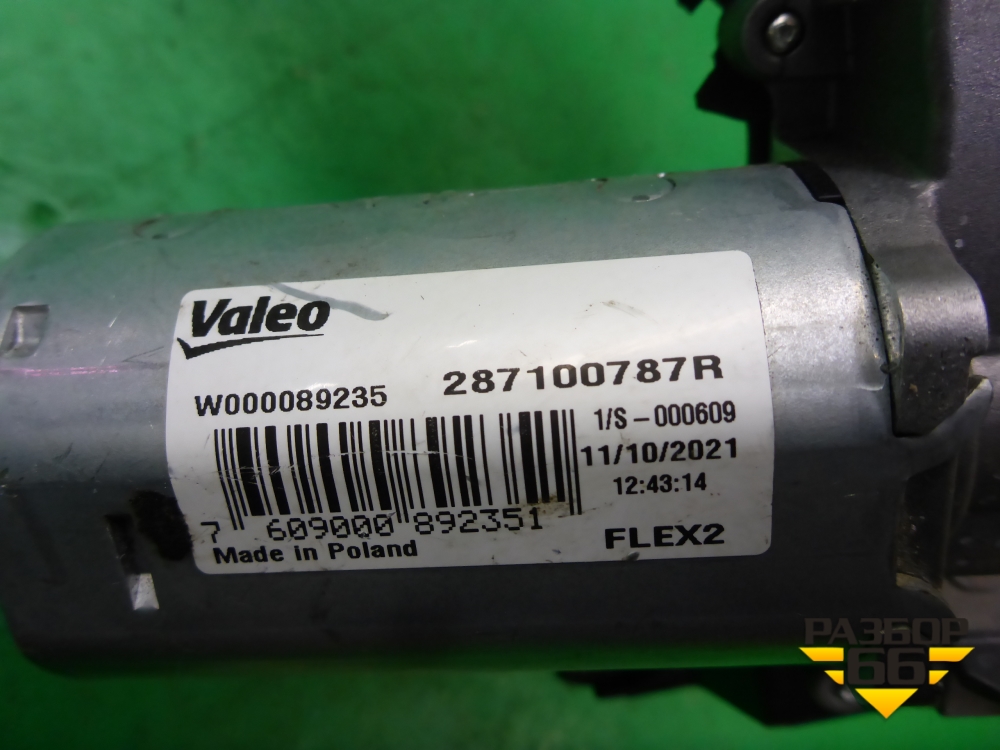 Valeo
W000089235 287100787R
1/S-000609
11/10/2021
12:43:14
7 609000 892351
Made in Poland
FLEX2
РАЗБОР
66